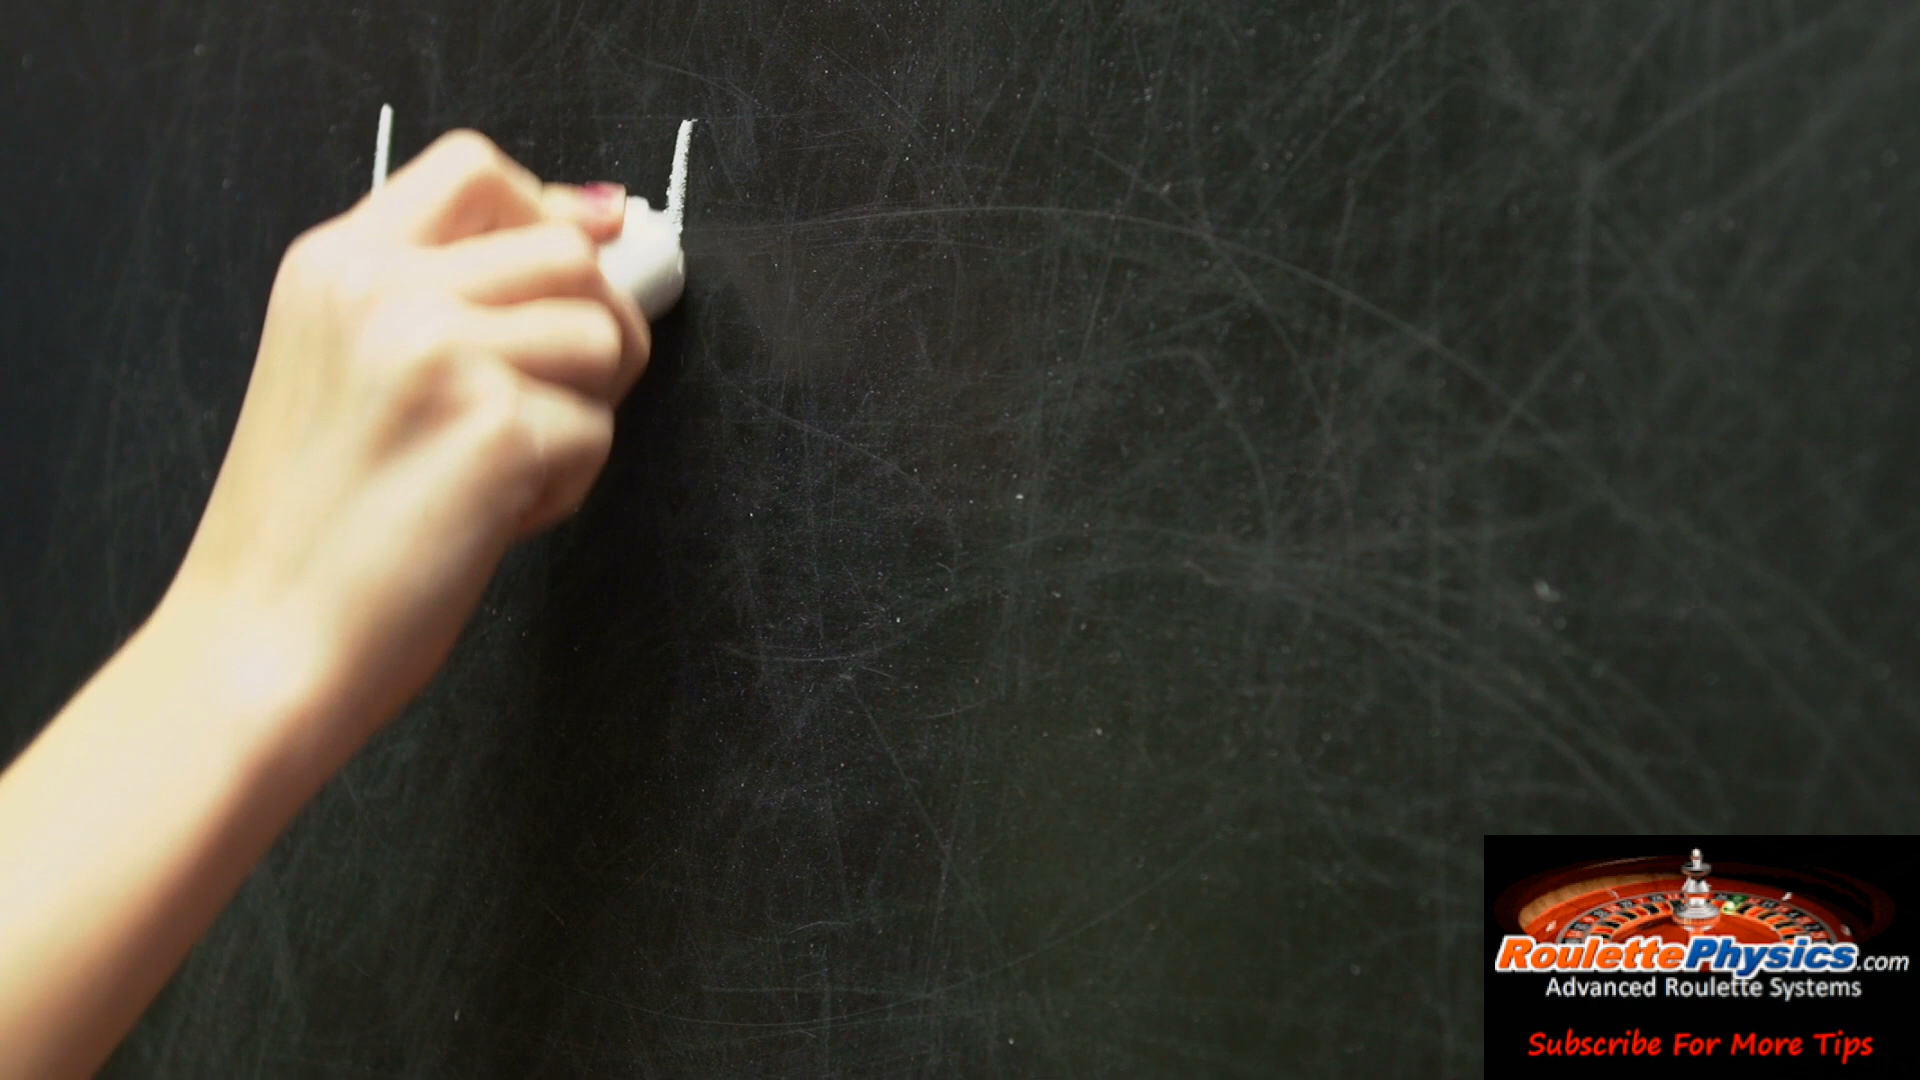 RoulettePhysics.com
Advanced Roulette Systems
Subscribe For More Tips